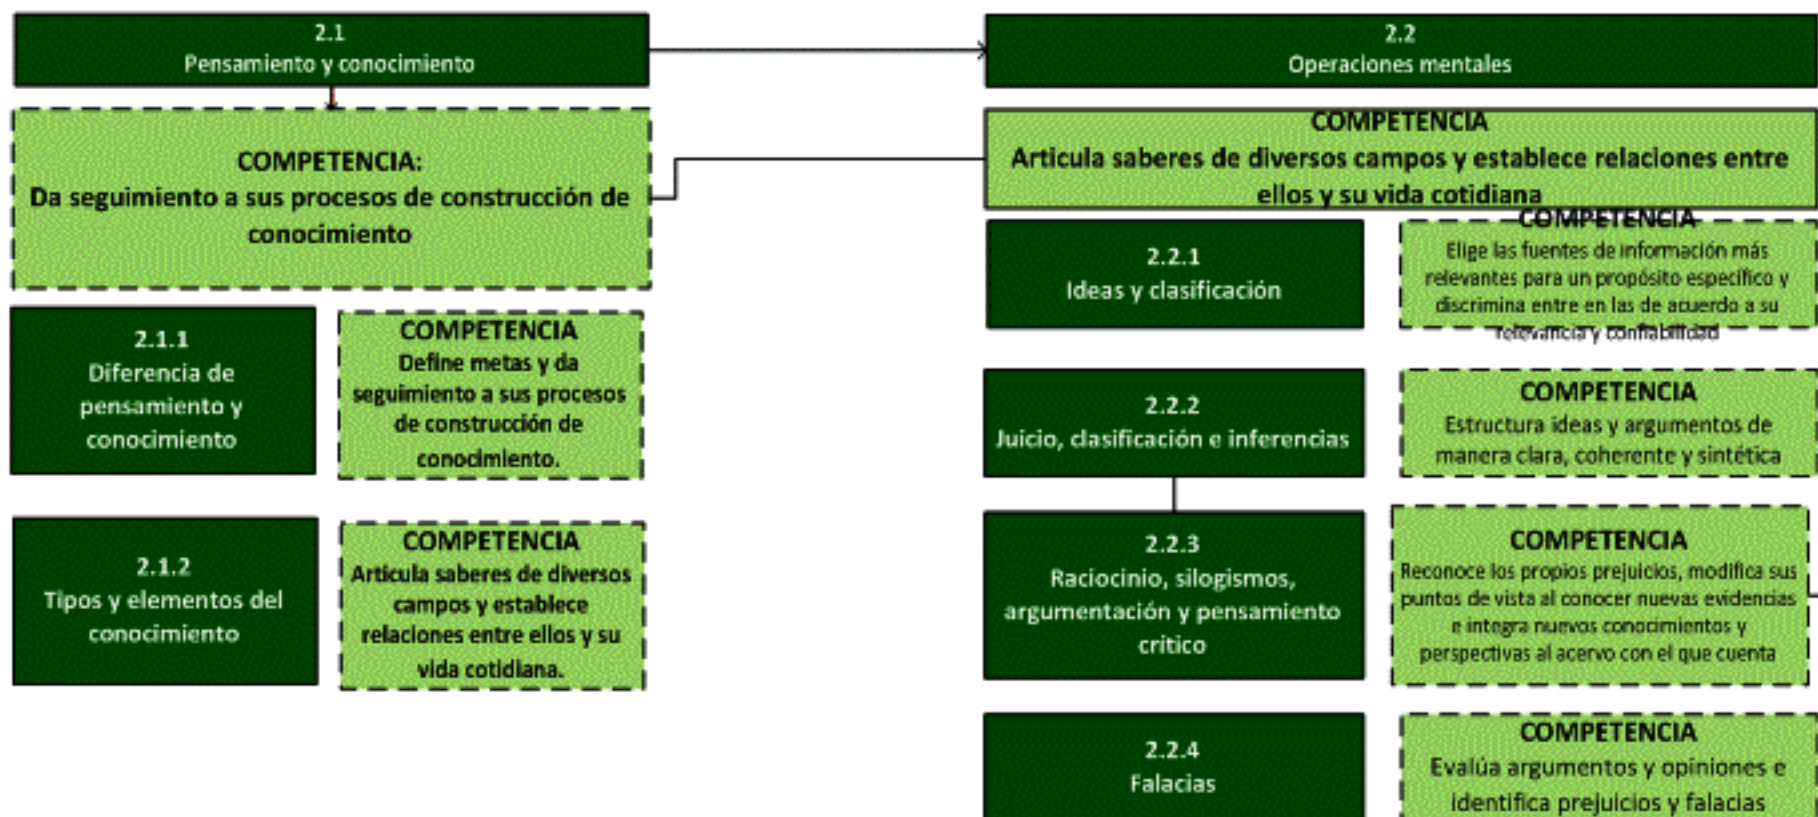 2.1
Pensamiento y conocimiento
COMPETENCIA:
Da seguimiento a sus procesos de construcción de
conocimiento
2.1.1
Diferencia de
pensamiento y
conocimiento
COMPETENCIA
Define metas y da
seguimiento a sus procesos
de construcción de
conocimiento.
2.1.2
Tipos y elementos del
conocimiento
COMPETENCIA
Articula saberes de diversos
campos y establece
relaciones entre ellos y su
vida cotidiana.
2.2
Operaciones mentales
COMPETENCIA
Articula saberes de diversos campos y establece relaciones entre
ellos y su vida cotidiana
2.2.1
Ideas y clasificación
COMPETENCIA
Elige las fuentes de información más
relevantes para un propósito específico y
discrimina entre en las de acuerdo a su
relevancia y confiabilidad
2.2.2
Juicio, clasificación e inferencias
COMPETENCIA
Estructura ideas y argumentos de
manera clara, coherente y sintética
2.2.3
Raciocinio, silogismos,
argumentación y pensamiento
crítico
COMPETENCIA
Reconoce los propios prejuicios, modifica sus
puntos de vista al conocer nuevas evidencias
e integra nuevos conocimientos y
perspectivas al acervo con el que cuenta
2.2.4
Falacias
COMPETENCIA
Evalúa argumentos y opiniones e
identifica prejuicios y falacias